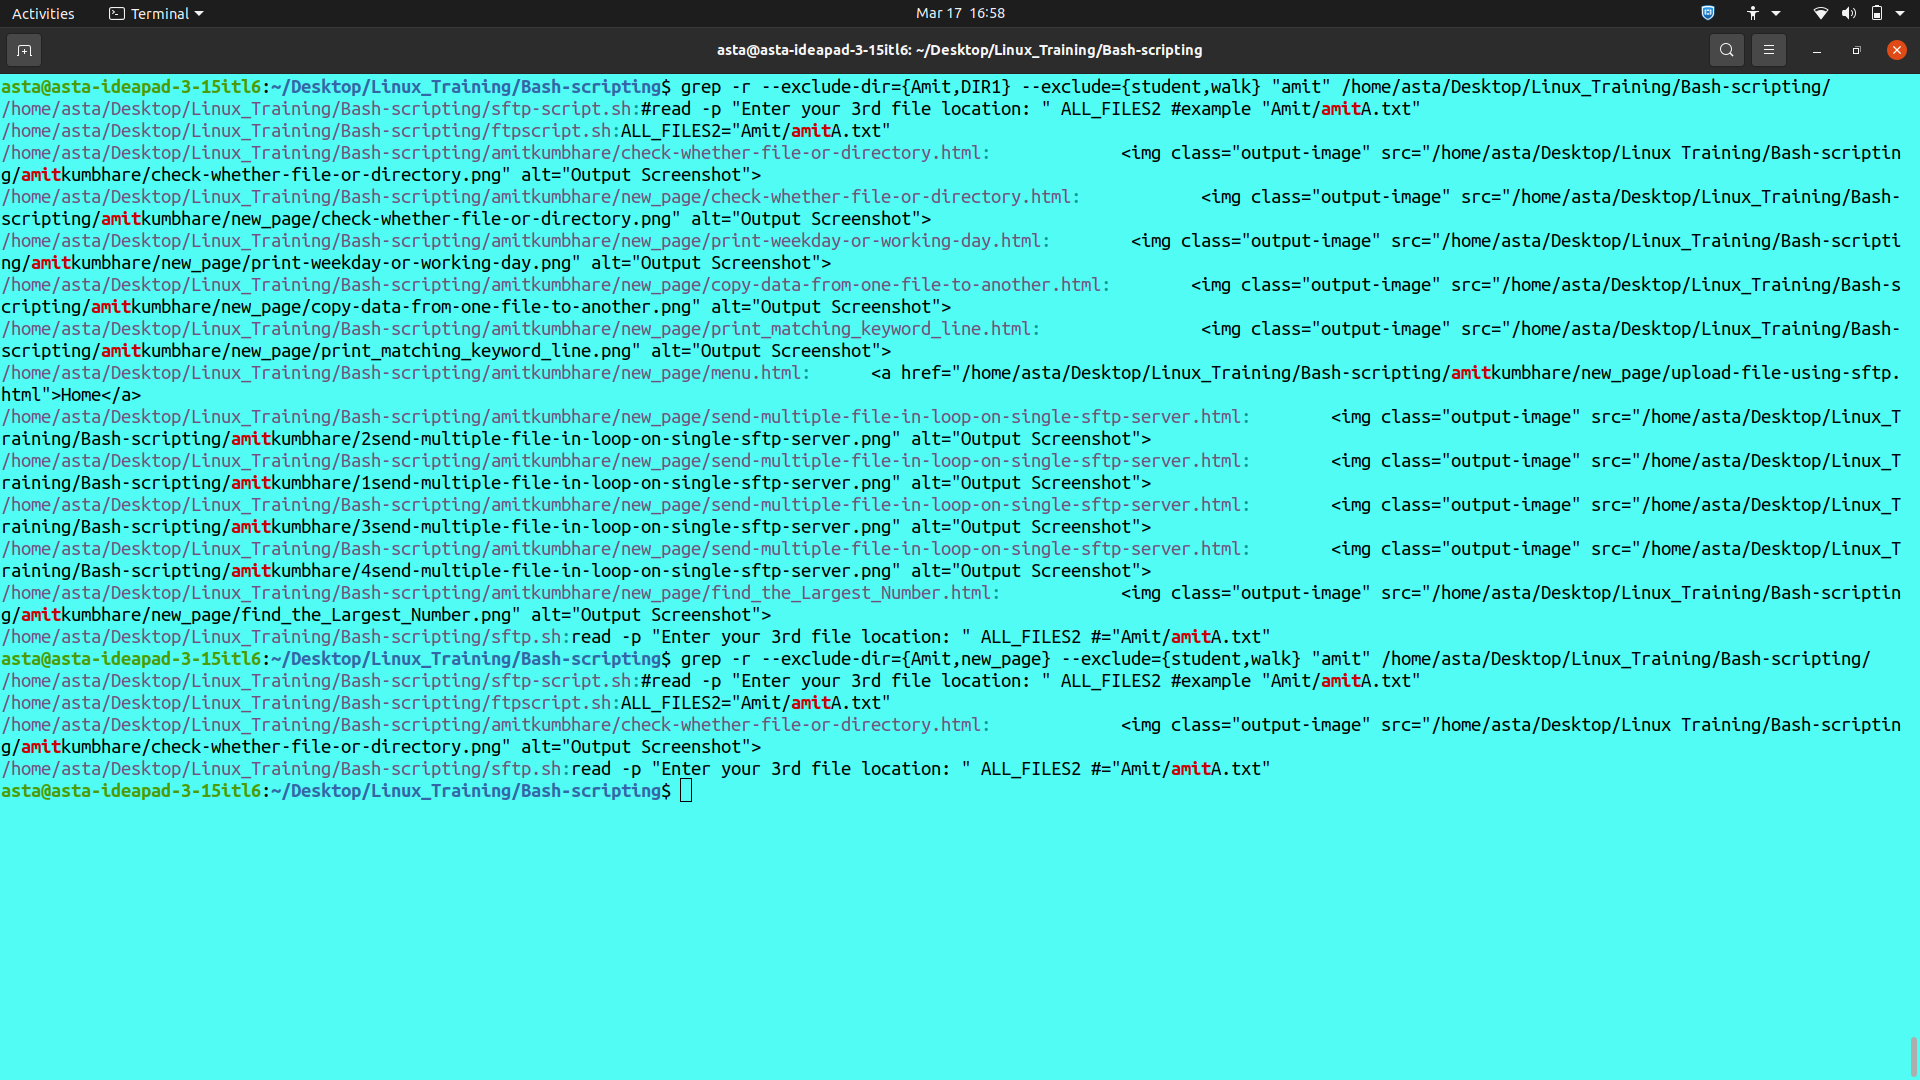 Activities Terminal Mar 17 16:58
asta@asta-ideapad-3-15itl6: ~/Desktop/Linux_Training/Bash-scripting
asta@asta-ideapad-3-15itl6:~/Desktop/Linux_Training/Bash-scripting$ grep -r --exclude-dir={Amit,DIR1} --exclude={student,walk} "amit" /home/asta/Desktop/Linux_Training/Bash-scripting/
/home/asta/Desktop/Linux_Training/Bash-scripting/sftp-script.sh:#read -p "Enter your 3rd file location: " ALL_FILES2 #example "Amit/amitA.txt"
/home/asta/Desktop/Linux_Training/Bash-scripting/ftpscript.sh:ALL_FILES2="Amit/amitA.txt"
/home/asta/Desktop/Linux_Training/Bash-scripting/amitkumbhare/check-whether-file-or-directory.html:             <img class="output-image" src="/home/asta/Desktop/Linux Training/Bash-scriptin
g/amitkumbhare/check-whether-file-or-directory.png" alt="Output Screenshot">
/home/asta/Desktop/Linux_Training/Bash-scripting/amitkumbhare/new_page/check-whether-file-or-directory.html:            <img class="output-image" src="/home/asta/Desktop/Linux_Training/Bash-
scripting/amitkumbhare/new_page/check-whether-file-or-directory.png" alt="Output Screenshot">
/home/asta/Desktop/Linux_Training/Bash-scripting/amitkumbhare/new_page/print-weekday-or-working-day.html:        <img class="output-image" src="/home/asta/Desktop/Linux_Training/Bash-scripti
ng/amitkumbhare/new_page/print-weekday-or-working-day.png" alt="Output Screenshot">
/home/asta/Desktop/Linux_Training/Bash-scripting/amitkumbhare/new_page/copy-data-from-one-file-to-another.html:        <img class="output-image" src="/home/asta/Desktop/Linux_Training/Bash-s
cripting/amitkumbhare/new_page/copy-data-from-one-file-to-another.png" alt="Output Screenshot">
/home/asta/Desktop/Linux_Training/Bash-scripting/amitkumbhare/new_page/print_matching_keyword_line.html:                <img class="output-image" src="/home/asta/Desktop/Linux_Training/Bash-
scripting/amitkumbhare/new_page/print_matching_keyword_line.png" alt="Output Screenshot">
/home/asta/Desktop/Linux_Training/Bash-scripting/amitkumbhare/new_page/menu.html:      <a href="/home/asta/Desktop/Linux_Training/Bash-scripting/amitkumbhare/new_page/upload-file-using-sftp.
html">Home</a>
/home/asta/Desktop/Linux_Training/Bash-scripting/amitkumbhare/new_page/send-multiple-file-in-loop-on-single-sftp-server.html:        <img class="output-image" src="/home/asta/Desktop/Linux_T
raining/Bash-scripting/amitkumbhare/2send-multiple-file-in-loop-on-single-sftp-server.png" alt="Output Screenshot">
/home/asta/Desktop/Linux_Training/Bash-scripting/amitkumbhare/new_page/send-multiple-file-in-loop-on-single-sftp-server.html:        <img class="output-image" src="/home/asta/Desktop/Linux_T
raining/Bash-scripting/amitkumbhare/1send-multiple-file-in-loop-on-single-sftp-server.png" alt="Output Screenshot">
/home/asta/Desktop/Linux_Training/Bash-scripting/amitkumbhare/new_page/send-multiple-file-in-loop-on-single-sftp-server.html:        <img class="output-image" src="/home/asta/Desktop/Linux_T
raining/Bash-scripting/amitkumbhare/3send-multiple-file-in-loop-on-single-sftp-server.png" alt="Output Screenshot">
/home/asta/Desktop/Linux_Training/Bash-scripting/amitkumbhare/new_page/send-multiple-file-in-loop-on-single-sftp-server.html:        <img class="output-image" src="/home/asta/Desktop/Linux_T
raining/Bash-scripting/amitkumbhare/4send-multiple-file-in-loop-on-single-sftp-server.png" alt="Output Screenshot">
/home/asta/Desktop/Linux_Training/Bash-scripting/amitkumbhare/new_page/find_the_Largest_Number.html:            <img class="output-image" src="/home/asta/Desktop/Linux_Training/Bash-scriptin
g/amitkumbhare/new_page/find_the_Largest_Number.png" alt="Output Screenshot">
/home/asta/Desktop/Linux_Training/Bash-scripting/sftp.sh:read -p "Enter your 3rd file location: " ALL_FILES2 #="Amit/amitA.txt"
asta@asta-ideapad-3-15itl6:~/Desktop/Linux_Training/Bash-scripting$ grep -r --exclude-dir={Amit,new_page} --exclude={student,walk} "amit" /home/asta/Desktop/Linux_Training/Bash-scripting/
/home/asta/Desktop/Linux_Training/Bash-scripting/sftp-script.sh:#read -p "Enter your 3rd file location: " ALL_FILES2 #example "Amit/amitA.txt"
/home/asta/Desktop/Linux_Training/Bash-scripting/ftpscript.sh:ALL_FILES2="Amit/amitA.txt"
/home/asta/Desktop/Linux_Training/Bash-scripting/amitkumbhare/check-whether-file-or-directory.html:             <img class="output-image" src="/home/asta/Desktop/Linux Training/Bash-scriptin
g/amitkumbhare/check-whether-file-or-directory.png" alt="Output Screenshot">
/home/asta/Desktop/Linux_Training/Bash-scripting/sftp.sh:read -p "Enter your 3rd file location: " ALL_FILES2 #="Amit/amitA.txt"
asta@asta-ideapad-3-15itl6:~/Desktop/Linux_Training/Bash-scripting$